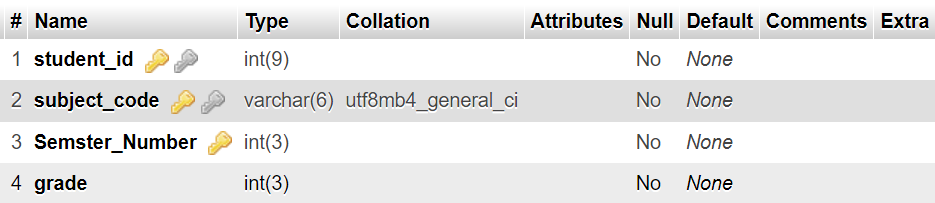 # Name Type Collation Attributes Null Default Comments Extra
1 student_id int(9) No None
2 subject_code varchar(6) utf8mb4_general_ci No None
3 Semster_Number int(3) No None
4 grade int(3) No None